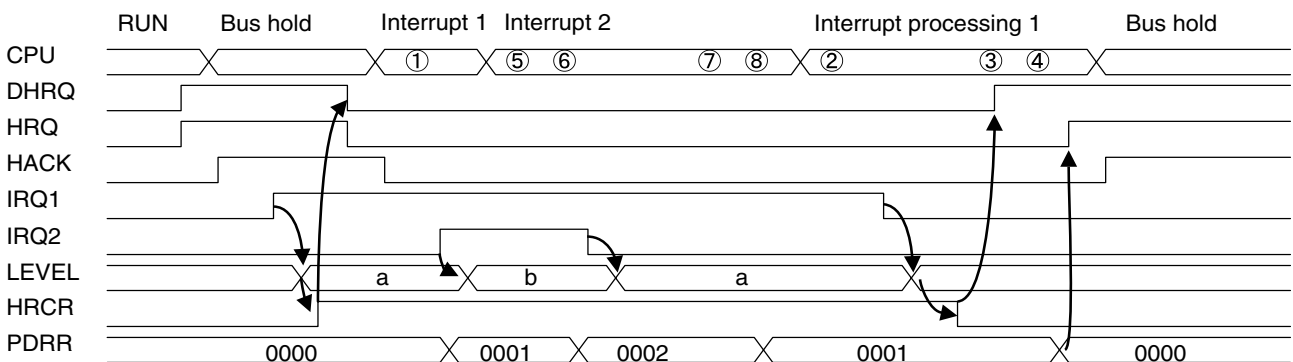 RUN Bus hold Interrupt 1 Interrupt 2 Interrupt processing 1 Bus hold
CPU ① ⑤ ⑥ ⑦ ⑧ ② ③ ④
DHRQ
HRQ
HACK
IRQ1
IRQ2
LEVEL a b a
HRCR
PDRR 0000 0001 0002 0001 0000